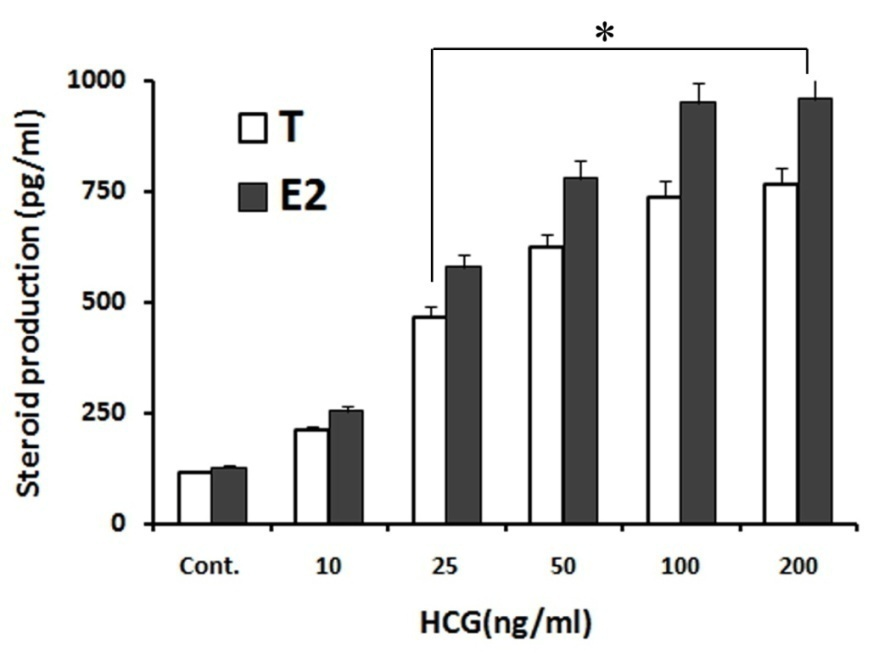 *
1000
750
500
250
0
Steroid production (pg/ml)
T
E2
Cont. 10 25 50 100 200
HCG(ng/ml)